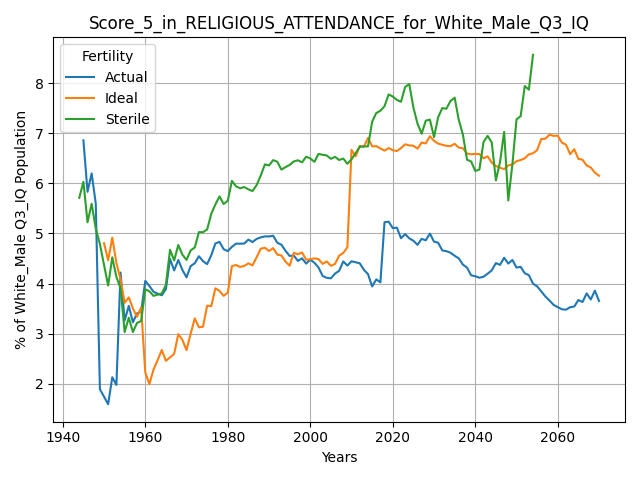 Score_5_in_RELIGIOUS_ATTENDANCE_for_White_Male_Q3_IQ
Fertility
Actual
Ideal
Sterile
% of White_Male Q3_IQ Population
8
7
6
5
4
3
2
1940
1960
1980
2000
2020
2040
2060
Years